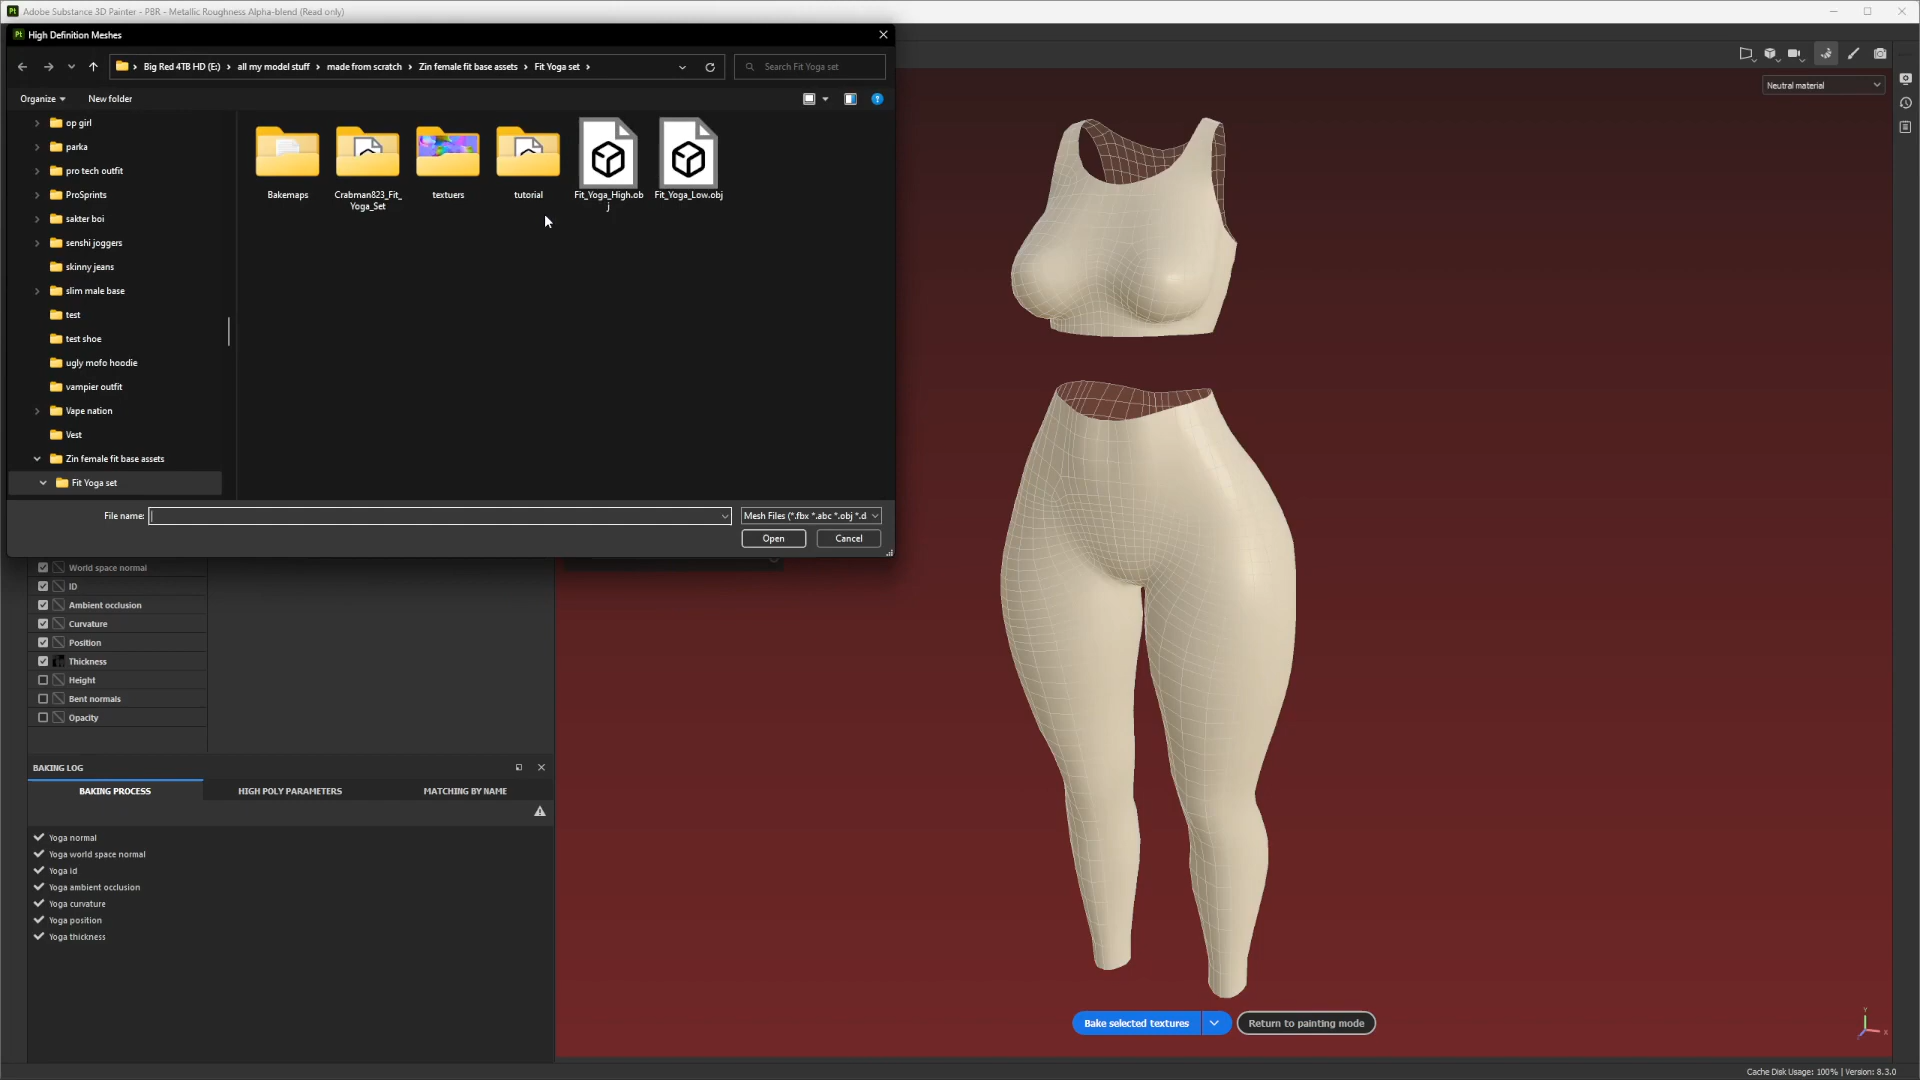 Adobe Substance 3D Painter - PBR - Metallic Roughness Alpha-blend (Read only)
High Definition Meshes
Big Red 4TB HD (E:) > all my model stuff > made from scratch > Zin female fit base assets > Fit Yoga set >
Search Fit Yoga set
Organize
New folder
Neutral material
op girl
parka
pro tech outfit
ProSprints
sakter boi
senshi joggers
skinny jeans
slim male base
test
test shoe
ugly mofo hoodie
vampier outfit
Vape nation
Vest
Zin female fit base assets
Fit Yoga set
Bakemaps
Crabman823_Fit_
Yoga_Set
textuers
tutorial
Fit_Yoga_High.ob
j
Fit_Yoga_Low.obj
File name:
Mesh Files (*.fbx *.abc *.obj *.d
Open
Cancel
World space normal
ID
Ambient occlusion
Curvature
Position
Thickness
Height
Bent normals
Opacity
BAKING LOG
BAKING PROCESS
HIGH POLY PARAMETERS
MATCHING BY NAME
Yoga normal
Yoga world space normal
Yoga id
Yoga ambient occlusion
Yoga curvature
Yoga position
Yoga thickness
Bake selected textures
Return to painting mode
Cache Disk Usage: 100% | Version: 8.3.0